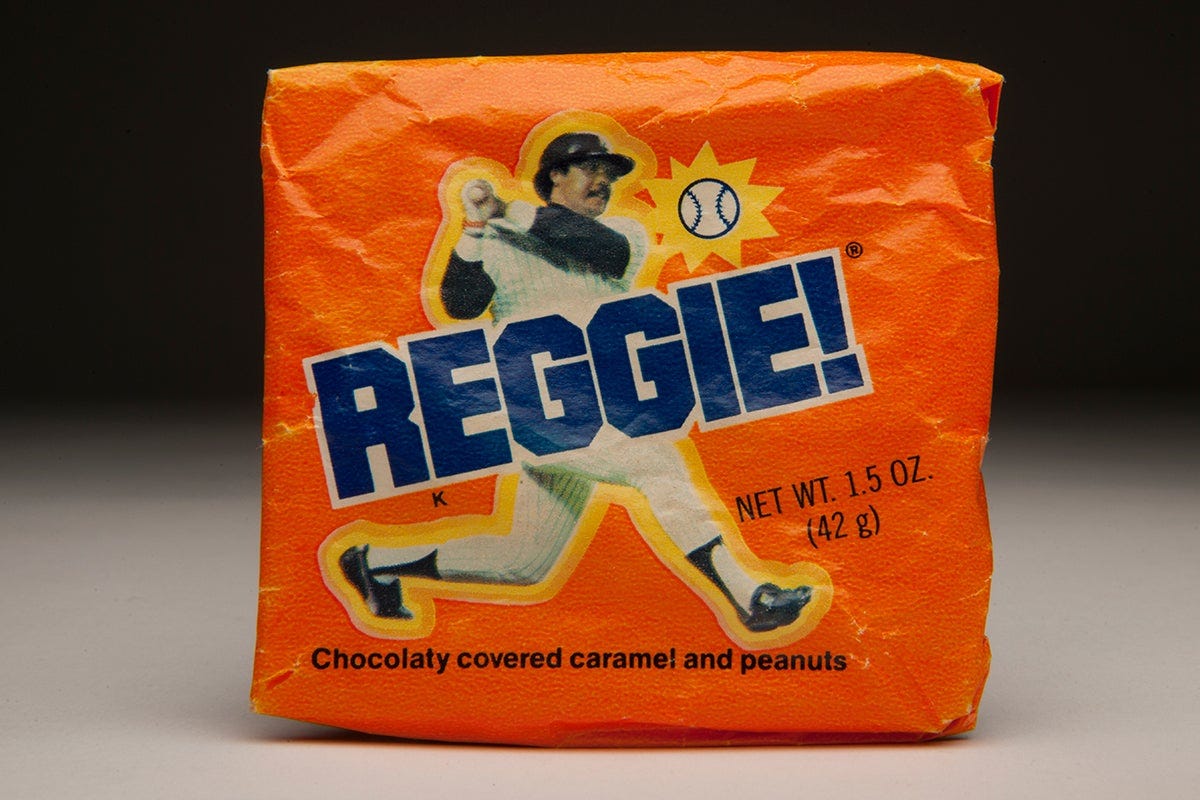 REGGIE!®
K
NET WT. 1.5 OZ.
(42 g)
Chocolaty covered caramel and peanuts